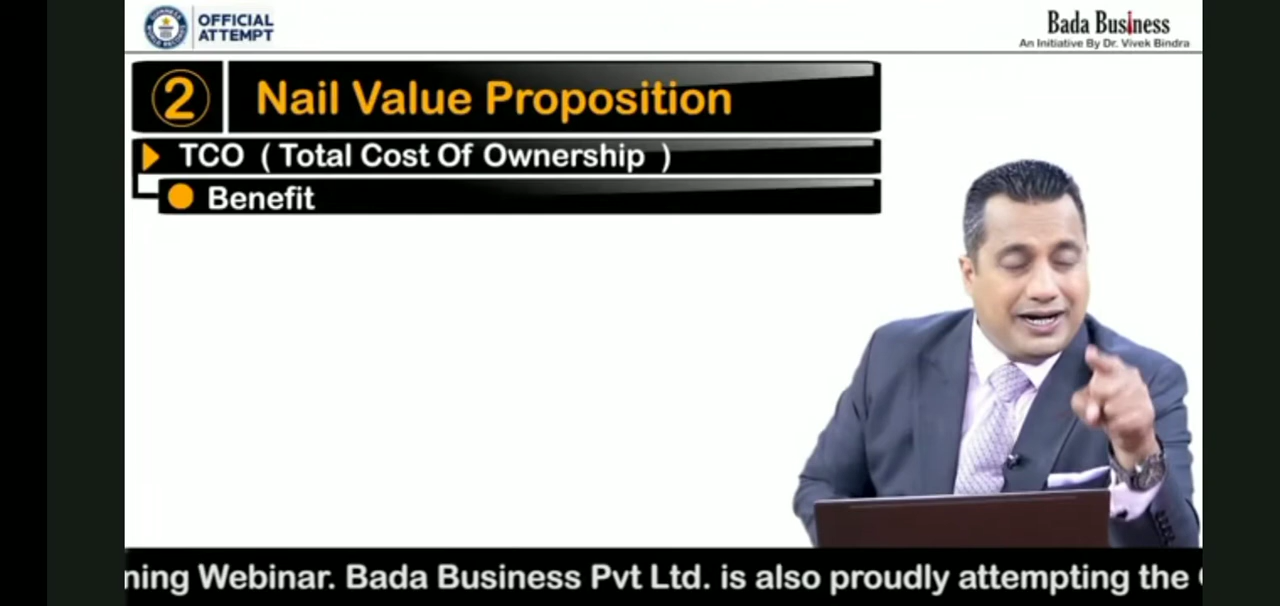 OFFICIAL
ATTEMPT
Bada Business
An Initiative By Dr. Vivek Bindra
2 Nail Value Proposition
TCO ( Total Cost Of Ownership )
Benefit
ning Webinar. Bada Business Pvt Ltd. is also proudly attempting the